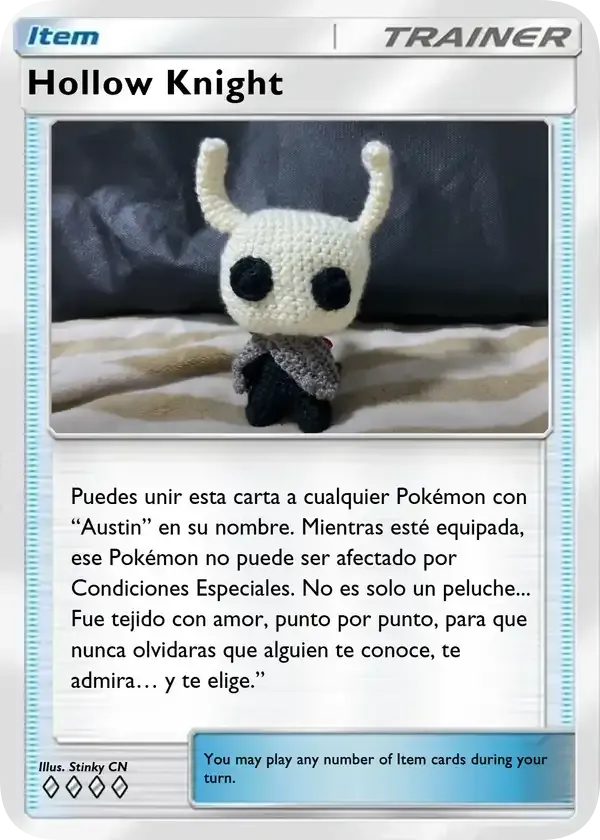 Item
TRAINER
Hollow Knight
Puedes unir esta carta a cualquier Pokémon con
“Austin” en su nombre. Mientras esté equipada,
ese Pokémon no puede ser afectado por
Condiciones Especiales. No es solo un peluche...
Fue tejido con amor, punto por punto, para que
nunca olvidaras que alguien te conoce, te
admira… y te elige.”
You may play any number of Item cards during your
turn.
Illus. Stinky CN